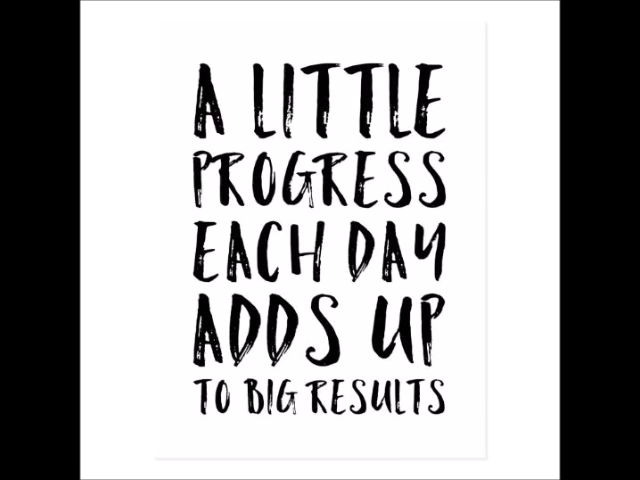 A LITTLE
PROGRESS
EACH DAY
ADDS UP
TO BIG RESULTS